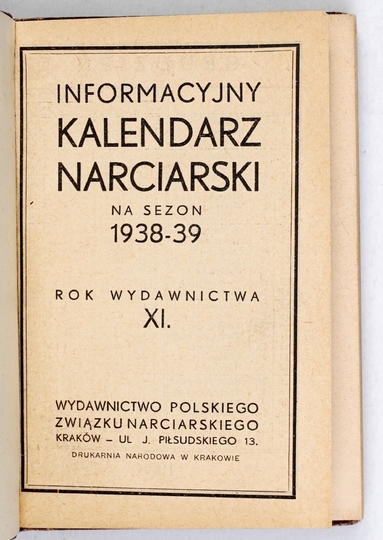 INFORMACYJNY
KALENDARZ
NARCIARSKI
NA SEZON
1938-39
ROK WYDAWNICTWA
XI.
WYDAWNICTWO POLSKIEGO
ZWIĄZKU NARCIARSKIEGO
KRAKÓW – UL J. PIŁSUDSKIEGO 13.
DRUKARNIA NARODOWA W KRAKOWIE